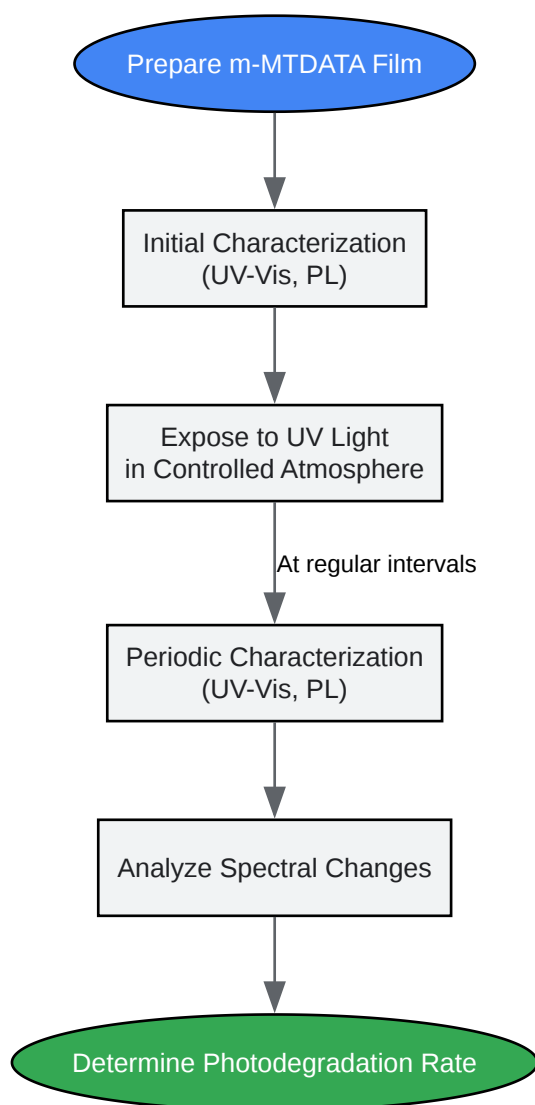 Prepare m-MTDATA Film
Initial Characterization
(UV-Vis, PL)
Expose to UV Light
in Controlled Atmosphere
At regular intervals
Periodic Characterization
(UV-Vis, PL)
Analyze Spectral Changes
Determine Photodegradation Rate